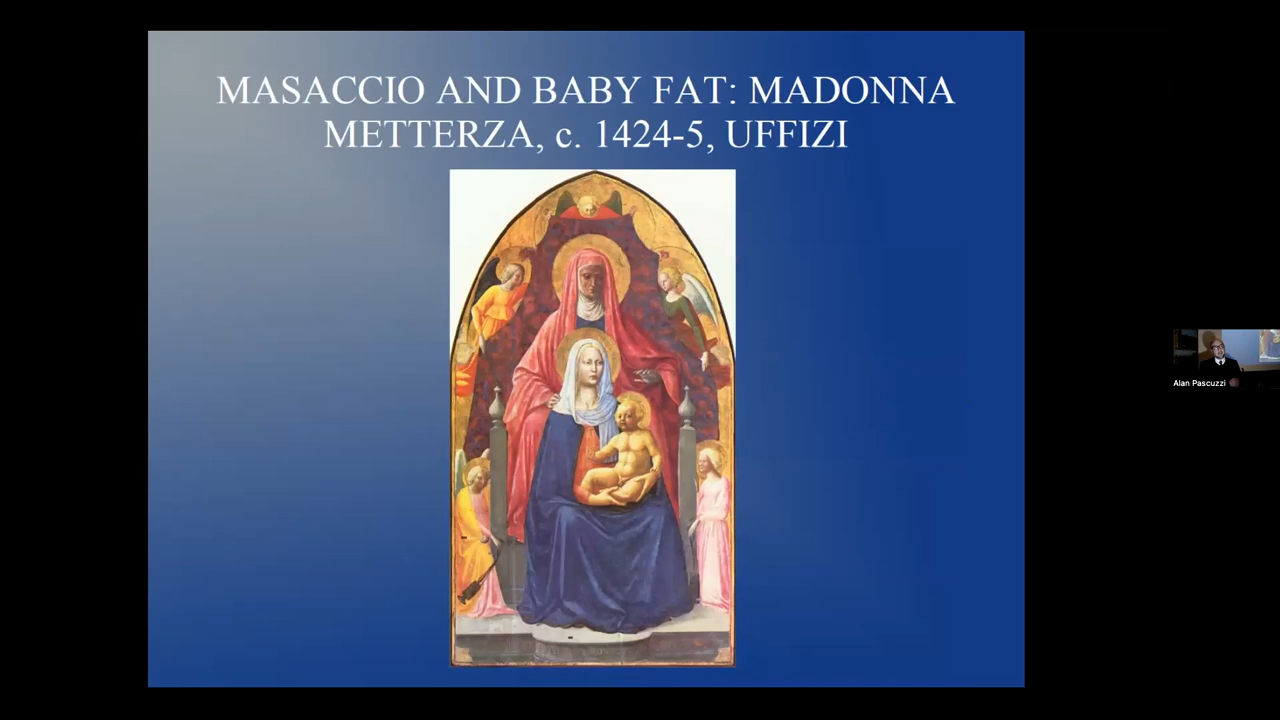 MASACCIO AND BABY FAT: MADONNA
METTERZA, c. 1424-5, UFFIZI
Alan Pascuzzi